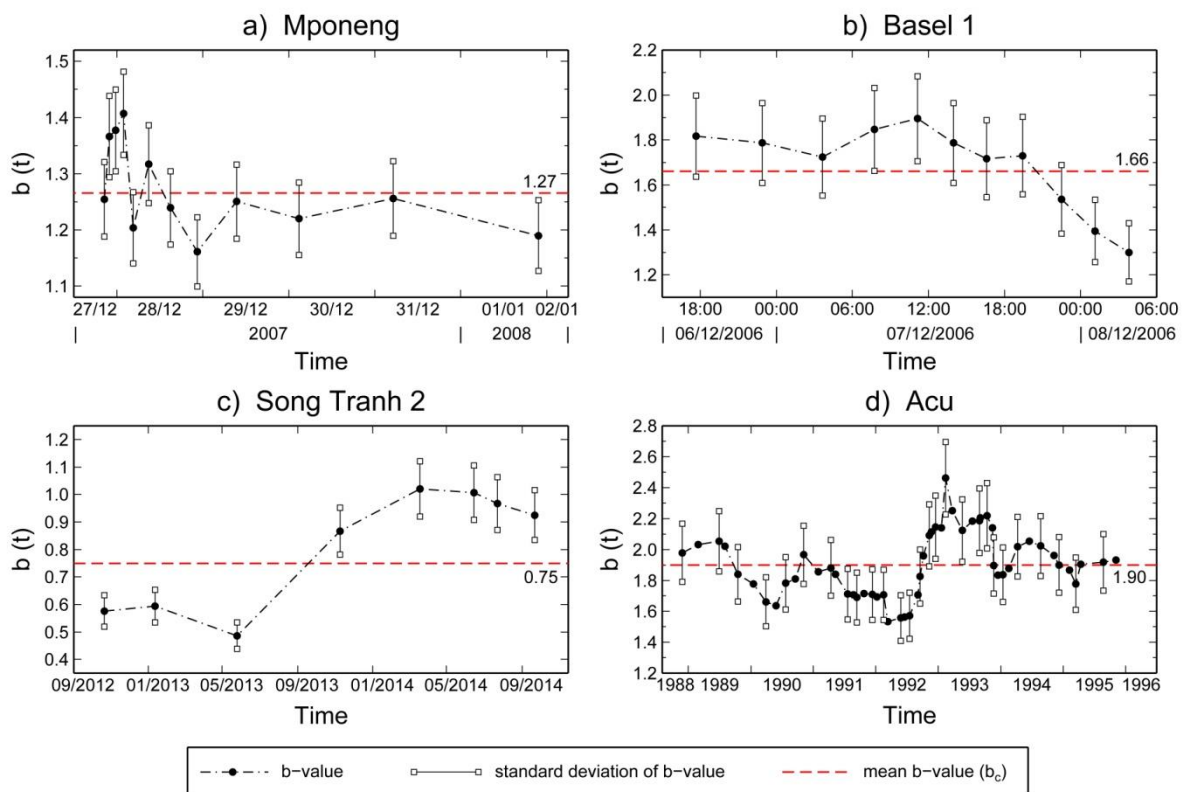 a) Mponeng
b (t)
1.5
1.4
1.3
1.2
1.1
1.27
27/12 28/12 29/12 30/12 31/12 01/01 02/01
| 2007 | 2008 |
Time
b) Basel 1
2.2
2.0
1.8
1.6
1.4
1.2
b (t)
1.66
18:00 00:00 06:00 12:00 18:00 00:00 06:00
| 06/12/2006 | 07/12/2006 | 08/12/2006 |
Time
c) Song Tranh 2
1.2
1.1
1.0
0.9
0.8
0.7
0.6
0.5
0.4
b (t)
0.75
09/2012 01/2013 05/2013 09/2013 01/2014 05/2014 09/2014
Time
d) Acu
2.8
2.6
2.4
2.2
2.0
1.8
1.6
1.4
1.2
b (t)
1.90
1988 1989 1990 1991 1992 1993 1994 1995 1996
Time
b−value standard deviation of b−value mean b−value (bc)